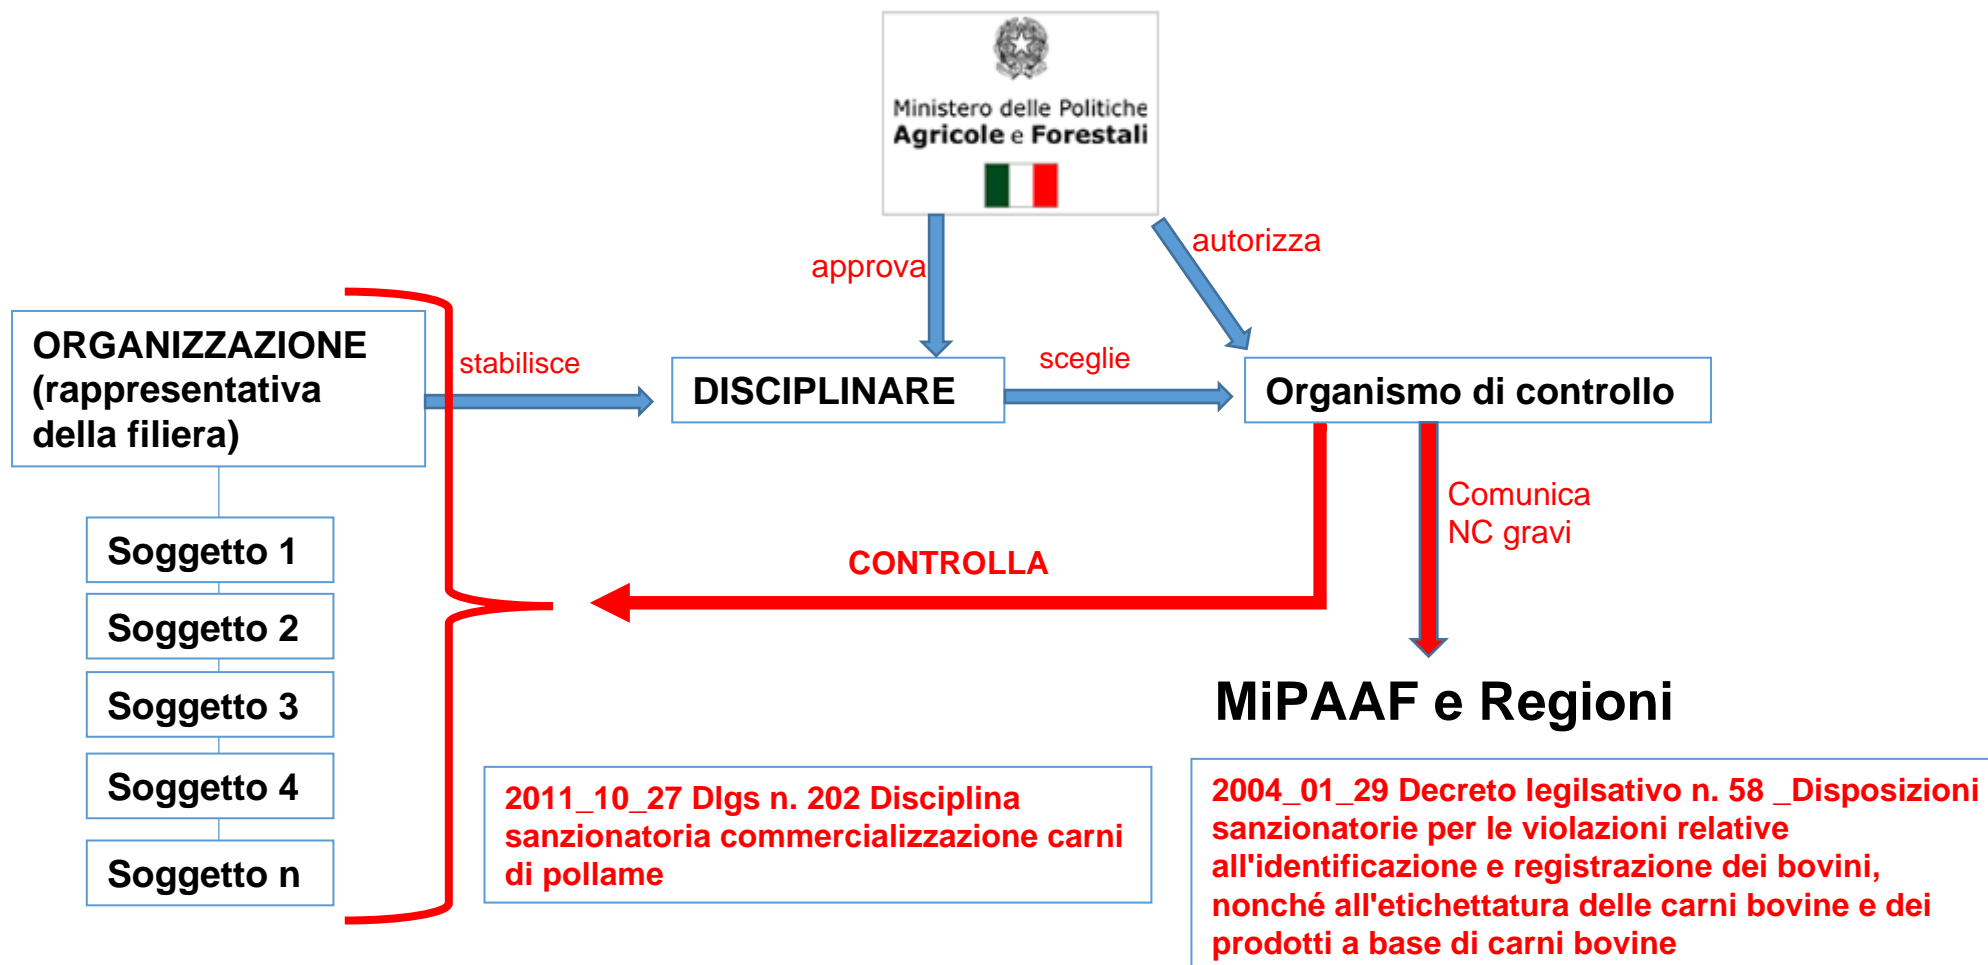 Ministero delle Politiche
Agricole e Forestali
approva
autorizza
ORGANIZZAZIONE
(rappresentativa
della filiera)
stabilisce
DISCIPLINARE
sceglie
Organismo di controllo
Comunica
NC gravi
CONTROLLA
Soggetto 1
Soggetto 2
Soggetto 3
Soggetto 4
Soggetto n
MiPAAF e Regioni
2011_10_27 Dlgs n. 202 Disciplina
sanzionatoria commercializzazione carni
di pollame
2004_01_29 Decreto legilsativo n. 58 _Disposizioni
sanzionatorie per le violazioni relative
all'identificazione e registrazione dei bovini,
nonché all'etichettatura delle carni bovine e dei
prodotti a base di carni bovine